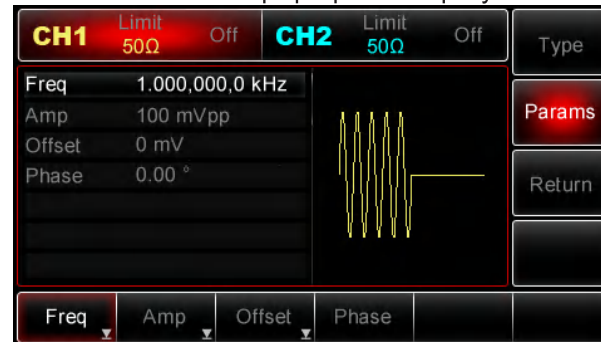 CH1 Limit 50Ω Off CH2 Limit 50Ω Off
Type
Freq 1.000,000,0 kHz
Amp 100 mVpp
Params
Offset 0 mV
Phase 0.00 °
Return
Freq Amp Offset Phase